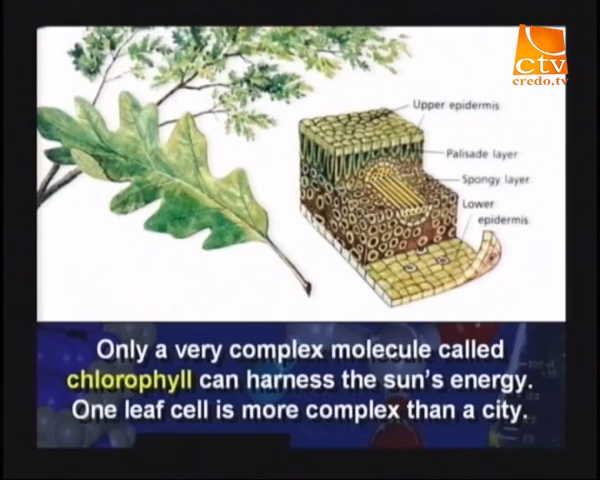 ctv
credo.tv
Upper epidermis
Palisade layer
Spongy layer
Lower
epidermis
Only a very complex molecule called
chlorophyll can harness the sun's energy.
One leaf cell is more complex than a city.